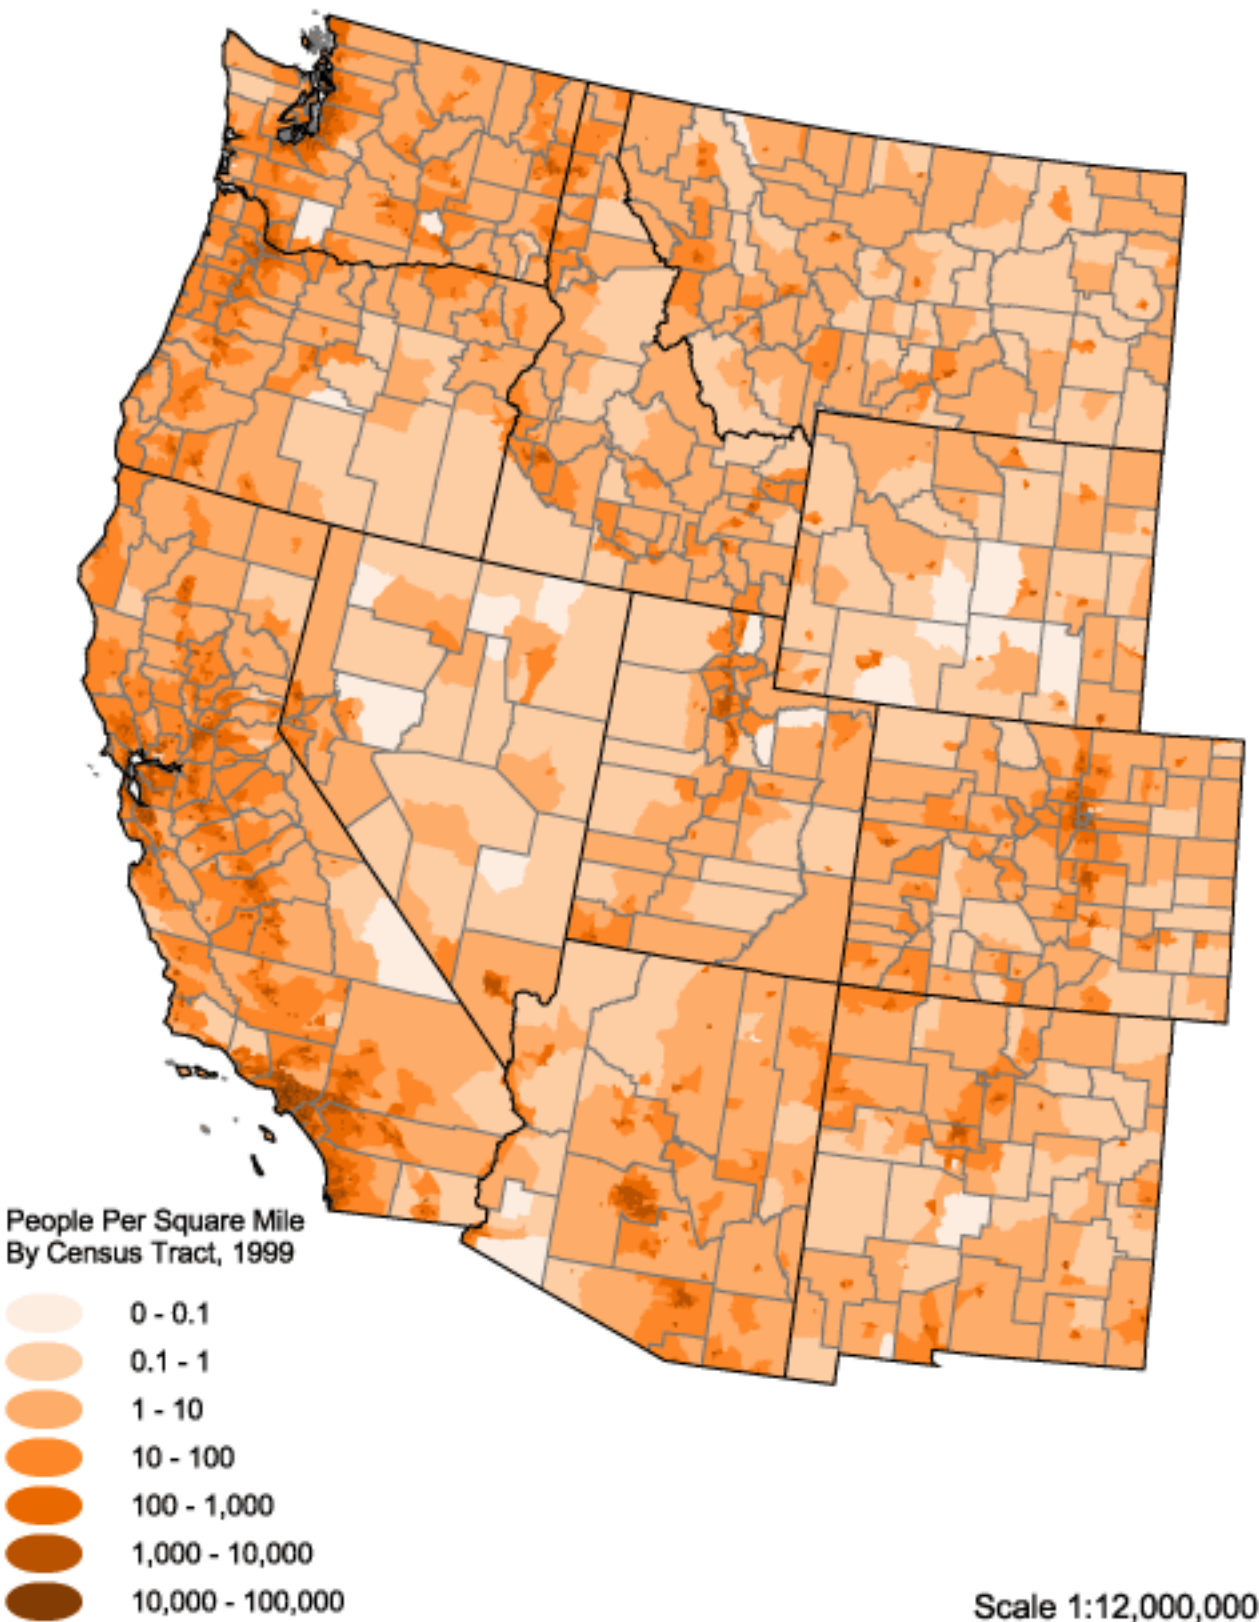 People Per Square Mile
By Census Tract, 1999
0 - 0.1
0.1 - 1
1 - 10
10 - 100
100 - 1,000
1,000 - 10,000
10,000 - 100,000
Scale 1:12,000,000